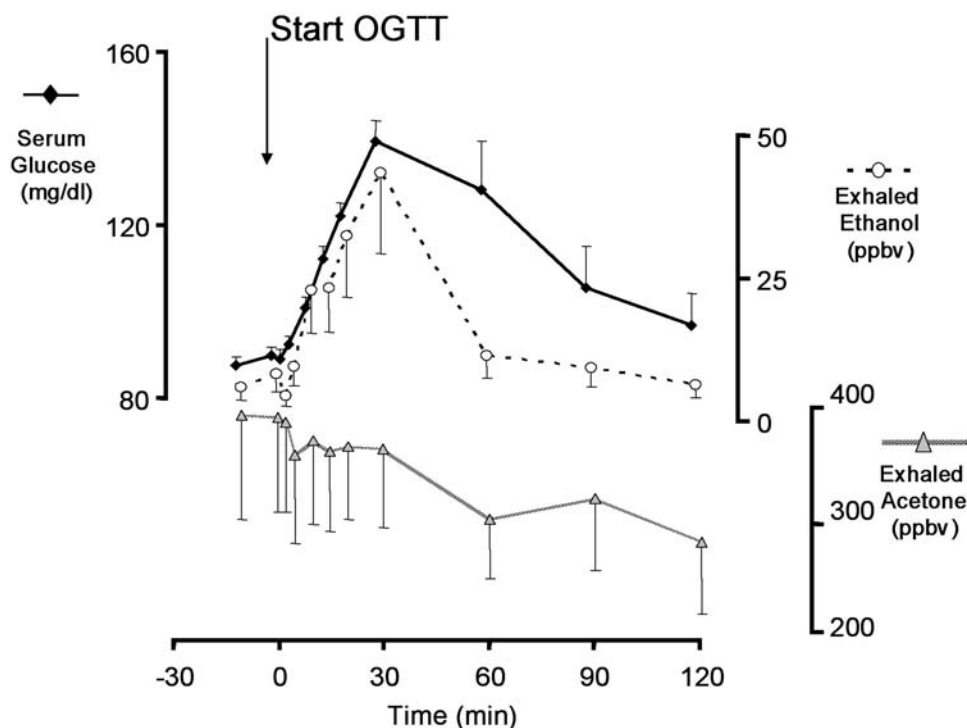 Start OGTT
160
120
80
Serum
Glucose
(mg/dl)
50
25
0
Exhaled
Ethanol
(ppbv)
400
300
200
Exhaled
Acetone
(ppbv)
-30 0 30 60 90 120
Time (min)